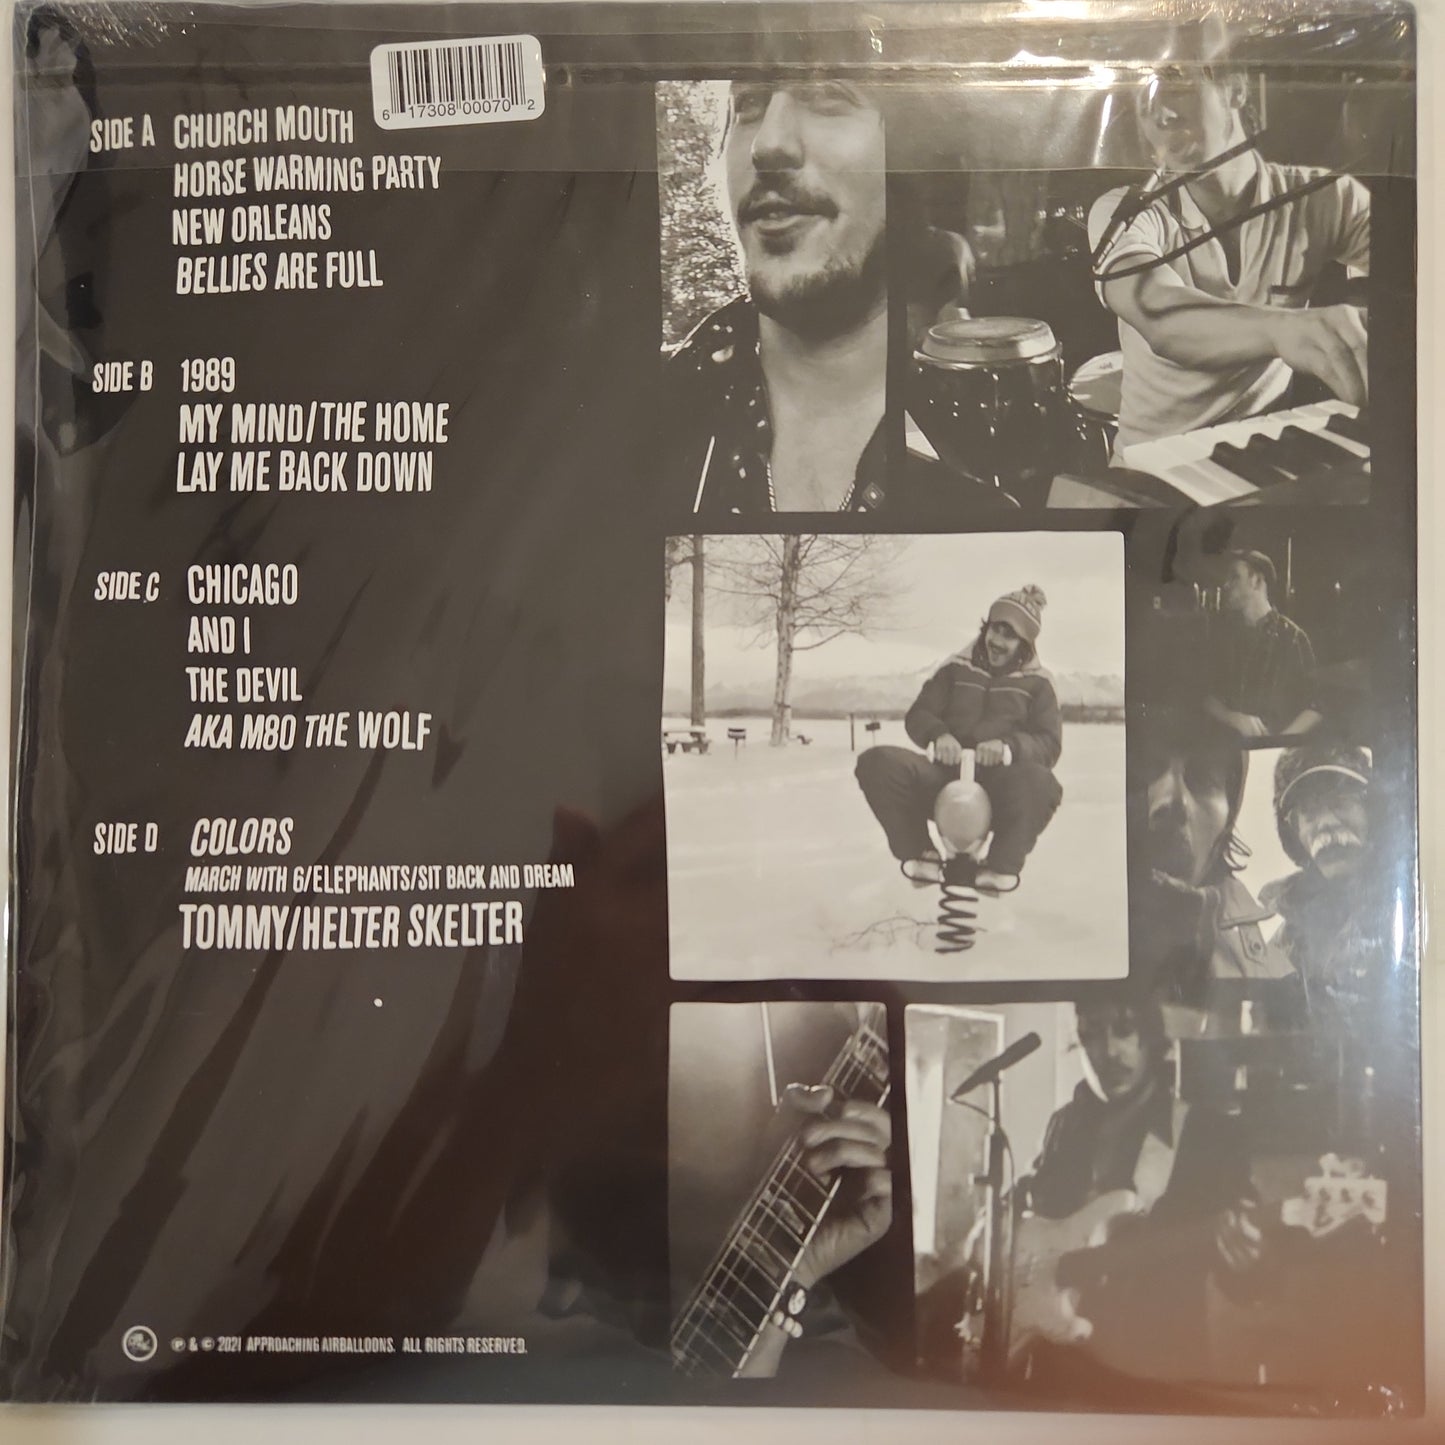 6 17308 00070 2
SIDE A CHURCH MOUTH
HORSE WARMING PARTY
NEW ORLEANS
BELLIES ARE FULL
SIDE B 1989
MY MIND/THE HOME
LAY ME BACK DOWN
SIDE C CHICAGO
AND I
THE DEVIL
AKA M80 THE WOLF
SIDE D COLORS
MARCH WITH 6/ELEPHANTS/SIT BACK AND DREAM
TOMMY/HELTER SKELTER
℗ & © 2021 APPROACHING AIRBALLOONS. ALL RIGHTS RESERVED.